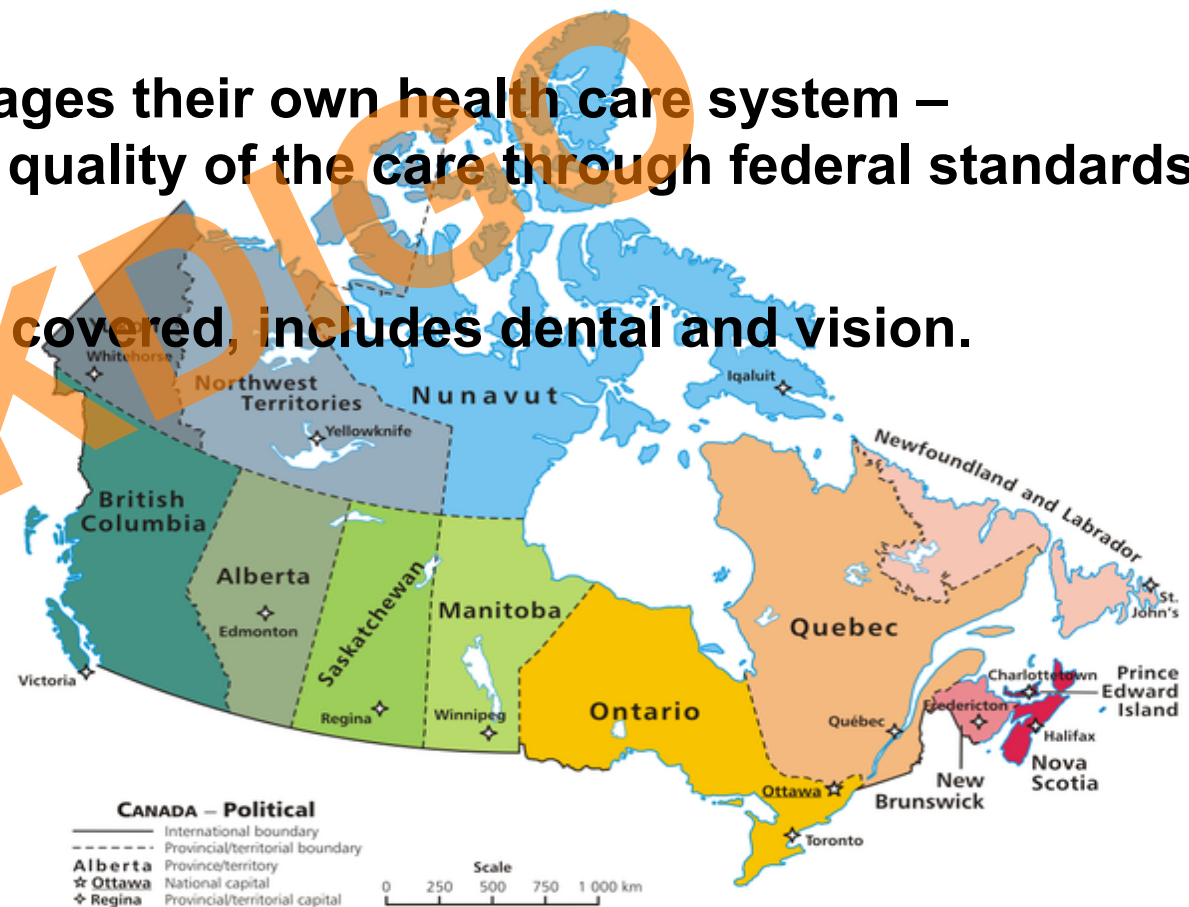 ages their own health care system –
quality of the care through federal standards
covered, includes dental and vision.
XDIGO
Whitehorse
Northwest
Territories
Yellowknife
Nunavut
Iqaluit
Newfoundland and Labrador
St.
John's
British
Columbia
Victoria
Alberta
Edmonton
Saskatchewan
Regina
Manitoba
Winnipeg
Ontario
Ottawa
Toronto
Quebec
Québec
Charlottetown
Prince
Edward
Island
Fredericton
Halifax
Nova
Scotia
New
Brunswick
CANADA – Political
International boundary
Provincial/territorial boundary
Alberta Province/territory
Ottawa National capital
Regina Provincial/territorial capital
Scale
0 250 500 750 1 000 km